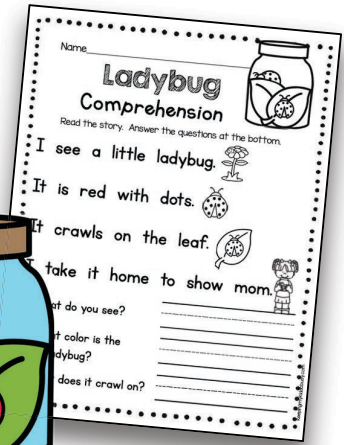 Name
Ladybug
Comprehension
Read the story. Answer the questions at the bottom.
I see a little ladybug.
It is red with dots.
It crawls on the leaf.
I take it home to show mom.
do you see?
color is the
does it crawl on?